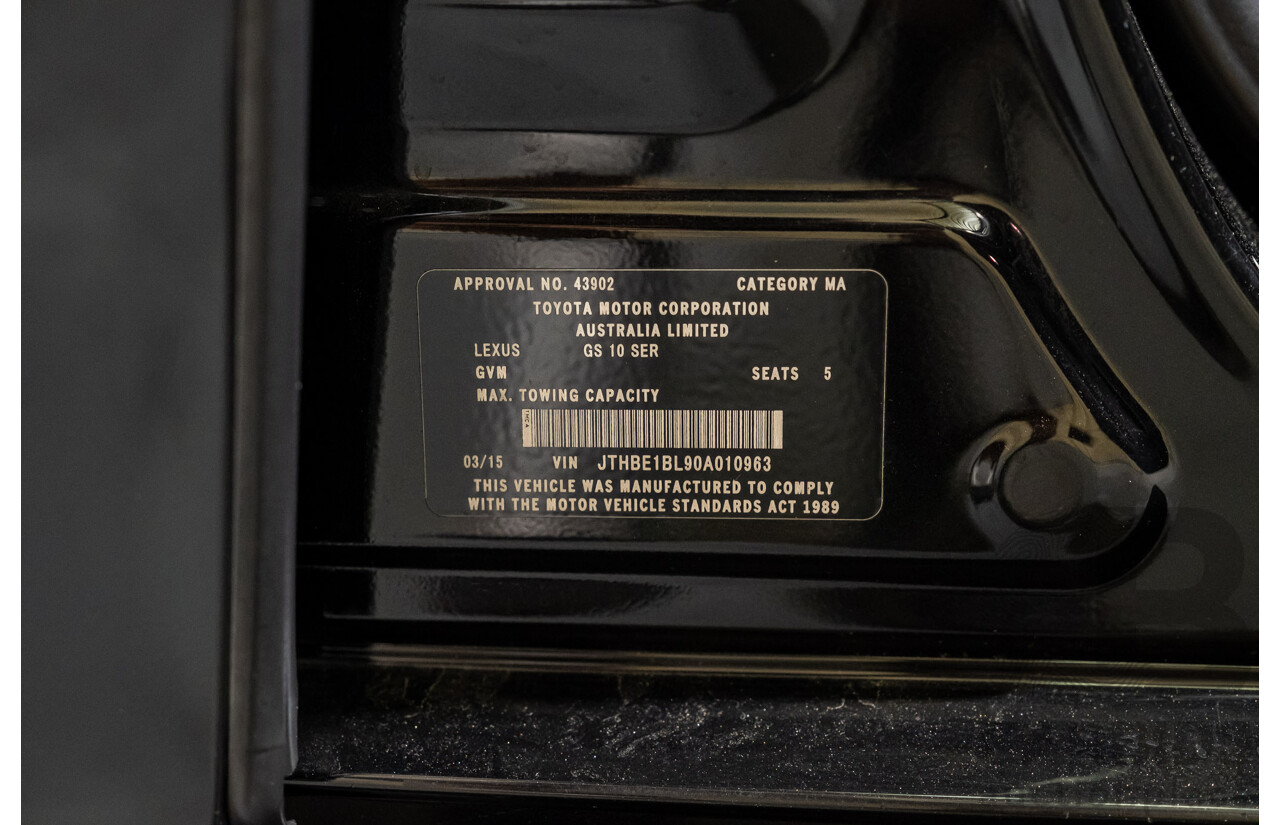 APPROVAL NO. 43902 CATEGORY MA
TOYOTA MOTOR CORPORATION
AUSTRALIA LIMITED
LEXUS GS 10 SER
GVM SEATS 5
MAX. TOWING CAPACITY
03/15 VIN JTHBE1BL90A010963
THIS VEHICLE WAS MANUFACTURED TO COMPLY
WITH THE MOTOR VEHICLE STANDARDS ACT 1989